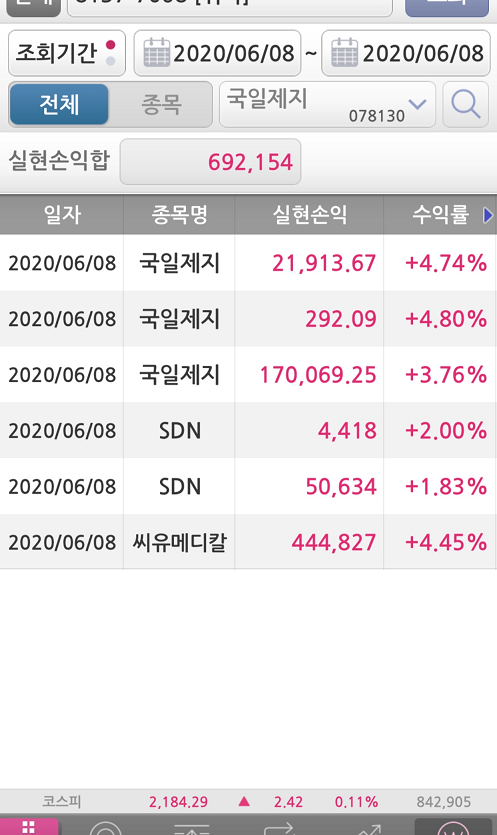 조회기간 2020/06/08 ~ 2020/06/08
전체 종목 국일제지 078130
실현손익합 692,154
일자 종목명 실현손익 수익률
2020/06/08 국일제지 21,913.67 +4.74%
2020/06/08 국일제지 292.09 +4.80%
2020/06/08 국일제지 170,069.25 +3.76%
2020/06/08 SDN 4,418 +2.00%
2020/06/08 SDN 50,634 +1.83%
2020/06/08 씨유메디칼 444,827 +4.45%
코스피 2,184.29 ▲ 2.42 0.11% 842,905